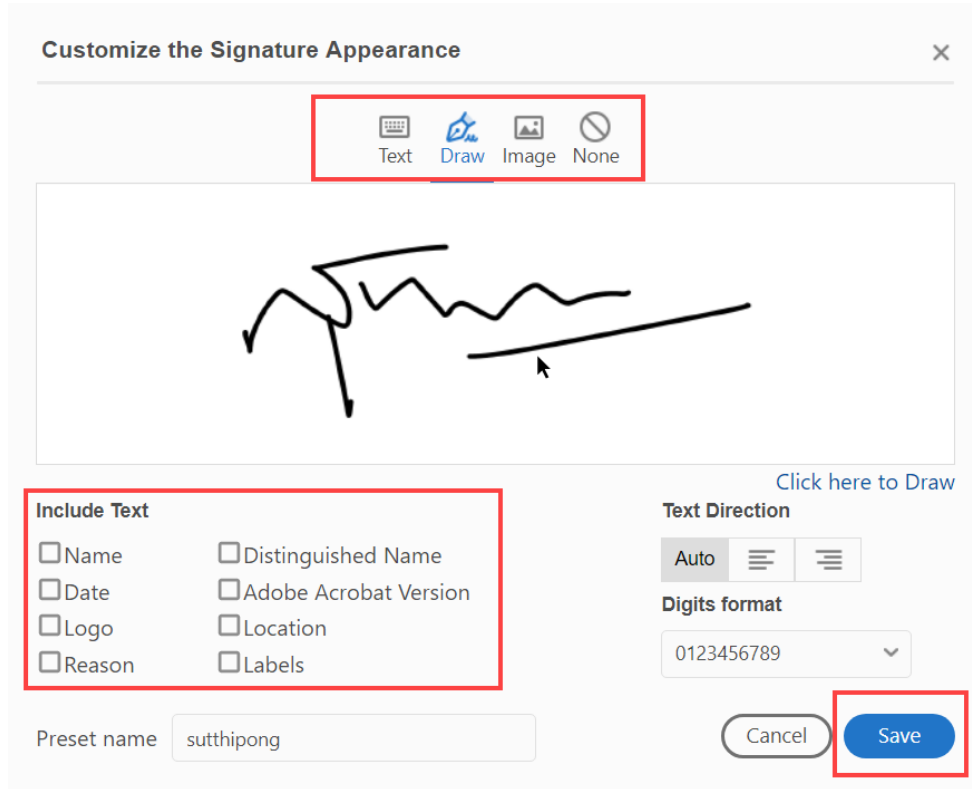 Customize the Signature Appearance
Text Draw Image None
Click here to Draw
Include Text
Name
Distinguished Name
Date
Adobe Acrobat Version
Logo
Location
Reason
Labels
Text Direction
Auto
Digits format
0123456789
Preset name sutthipong
Cancel Save